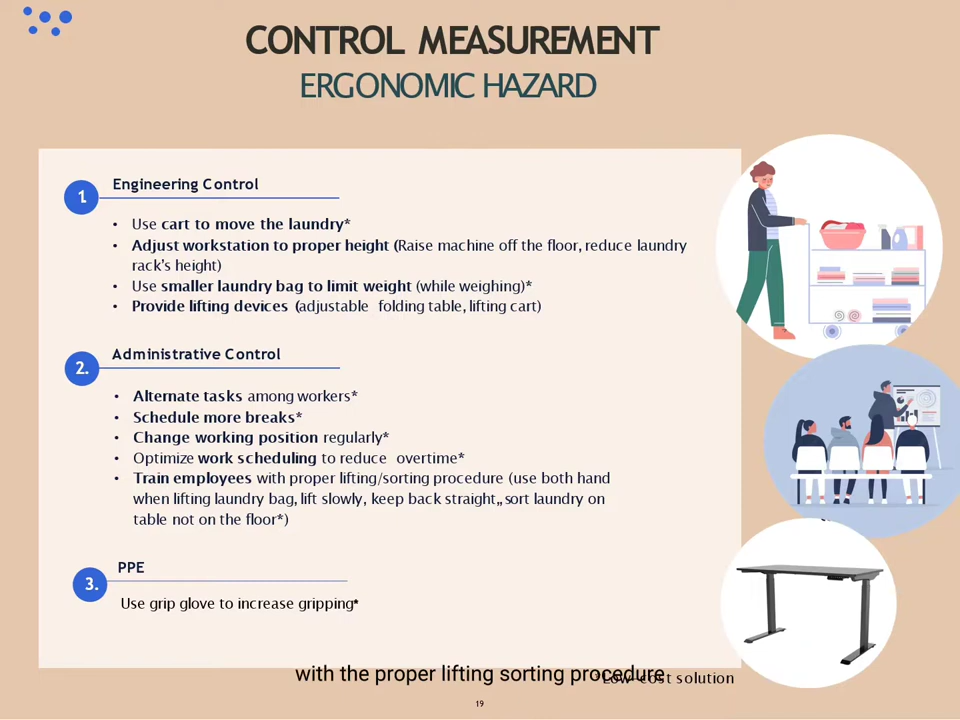 CONTROL MEASUREMENT
ERGONOMIC HAZARD
1.
Engineering Control
• Use cart to move the laundry*
• Adjust workstation to proper height (Raise machine off the floor, reduce laundry
rack's height)
• Use smaller laundry bag to limit weight (while weighing)*
• Provide lifting devices (adjustable folding table, lifting cart)
2.
Administrative Control
• Alternate tasks among workers*
• Schedule more breaks*
• Change working position regularly*
• Optimize work scheduling to reduce overtime*
• Train employees with proper lifting/sorting procedure (use both hand
when lifting laundry bag, lift slowly, keep back straight,, sort laundry on
table not on the floor*)
3.
PPE
Use grip glove to increase gripping*
with the proper lifting sorting procedure
*Low-cost solution
19